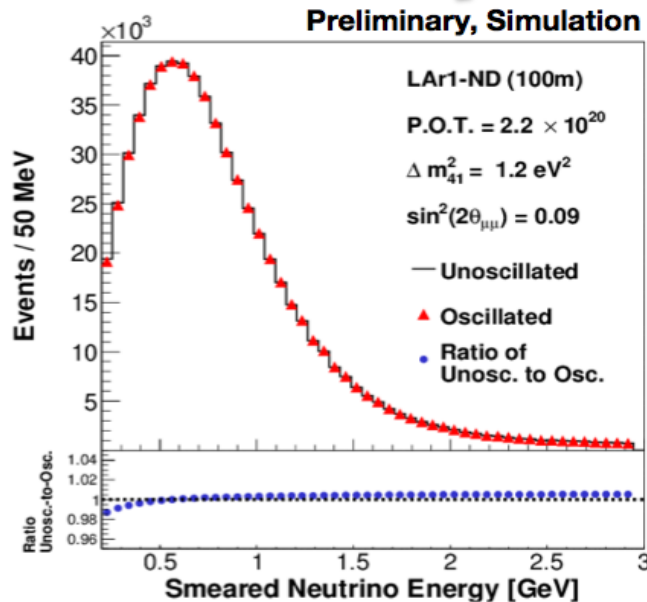 Preliminary, Simulation
×10³
40
35
30
25
20
15
10
5
Events / 50 MeV
LAr1-ND (100m)
P.O.T. = 2.2 × 10²⁰
Δ m²₄₁ = 1.2 eV²
sin²(2θ_μμ) = 0.09
Unoscillated
Oscillated
Ratio of
Unosc. to Osc.
1.04
1.02
1
0.98
0.96
Ratio
Unosc.-to-Osc.
0.5
1
1.5
2
2.5
3
Smeared Neutrino Energy [GeV]